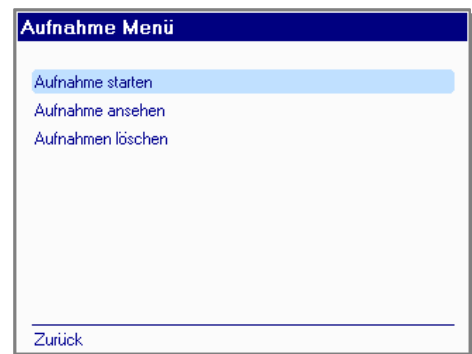 Aufnahme Menü
Aufnahme starten
Aufnahme ansehen
Aufnahmen löschen
Zurück